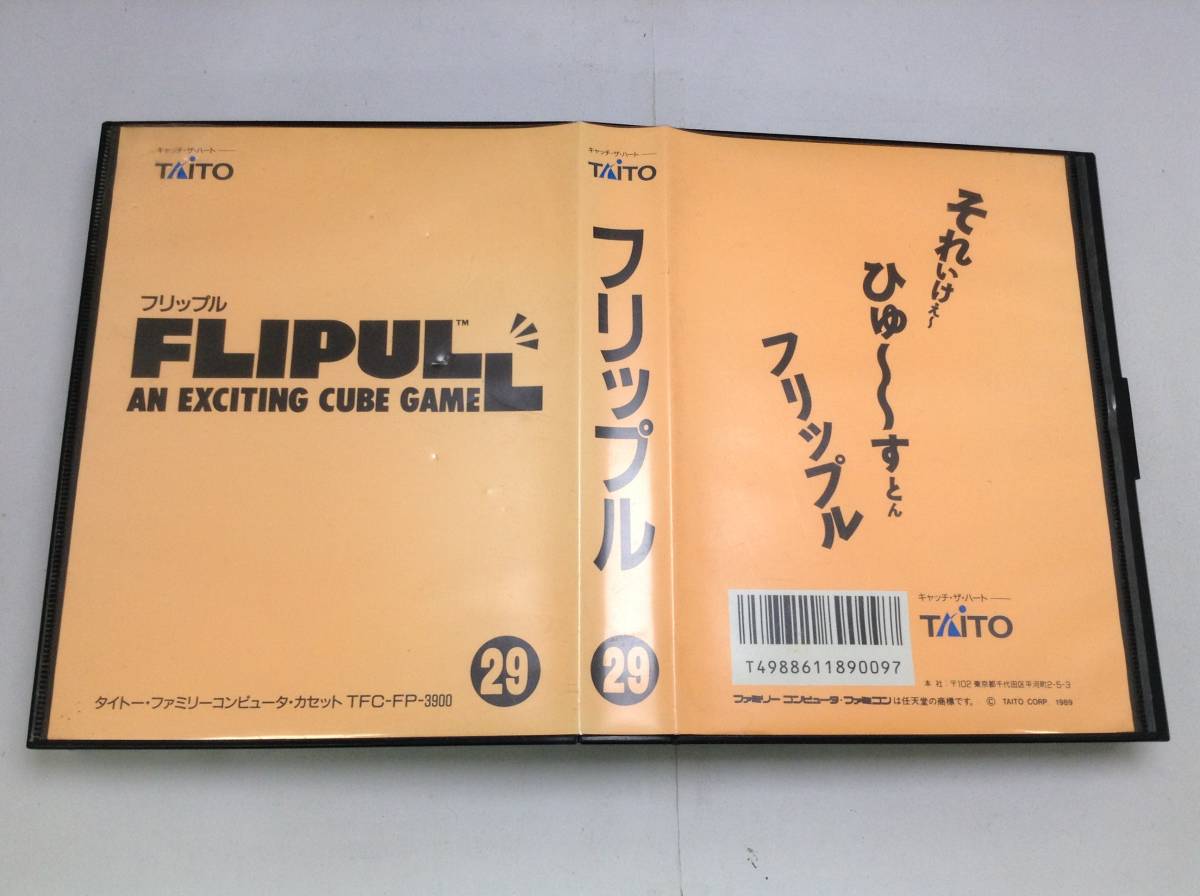 キャッチ・ザ・ハート
TAITO
フリップル
FLIPULL™
AN EXCITING CUBE GAME
29
タイトー・ファミリーコンピュータ・カセット TFC-FP-3900
キャッチ・ザ・ハート
TAITO
フリップル
29
それいけぇ〜
ひゅ〜〜すとん
フリップル
T4988611890097
キャッチ・ザ・ハート
TAITO
本社:〒102 東京都千代田区平河町2-5-3
ファミリーコンピュータ・ファミコンは任天堂の商標です。 © TAITO CORP 1989